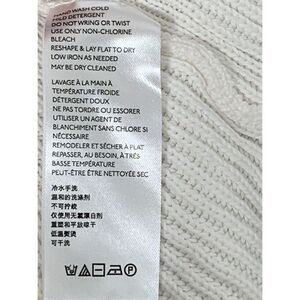 HAND WASH COLD
MILD DETERGENT
DO NOT WRING OR TWIST
USE ONLY NON-CHLORINE
BLEACH
RESHAPE & LAY FLAT TO DRY
LOW IRON AS NEEDED
MAY BE DRY CLEANED
LAVAGE À LA MAIN À
TEMPÉRATURE FROIDE
DÉTERGENT DOUX
NE PAS TORDRE OU ESSORER
UTILISER UN AGENT DE
BLANCHIMENT SANS CHLORE SI
NÉCESSAIRE
REMODELER ET SÉCHER À PLAT
REPASSER, AU BESOIN, À TRÈS
BASSE TEMPÉRATURE
PEUT-ÊTRE ÊTRE NETTOYÉE SEC
冷水手洗
温和的洗涤剂
不可拧绞
仅使用无氯漂白剂
重塑和平放晾干
低温熨烫
可干洗